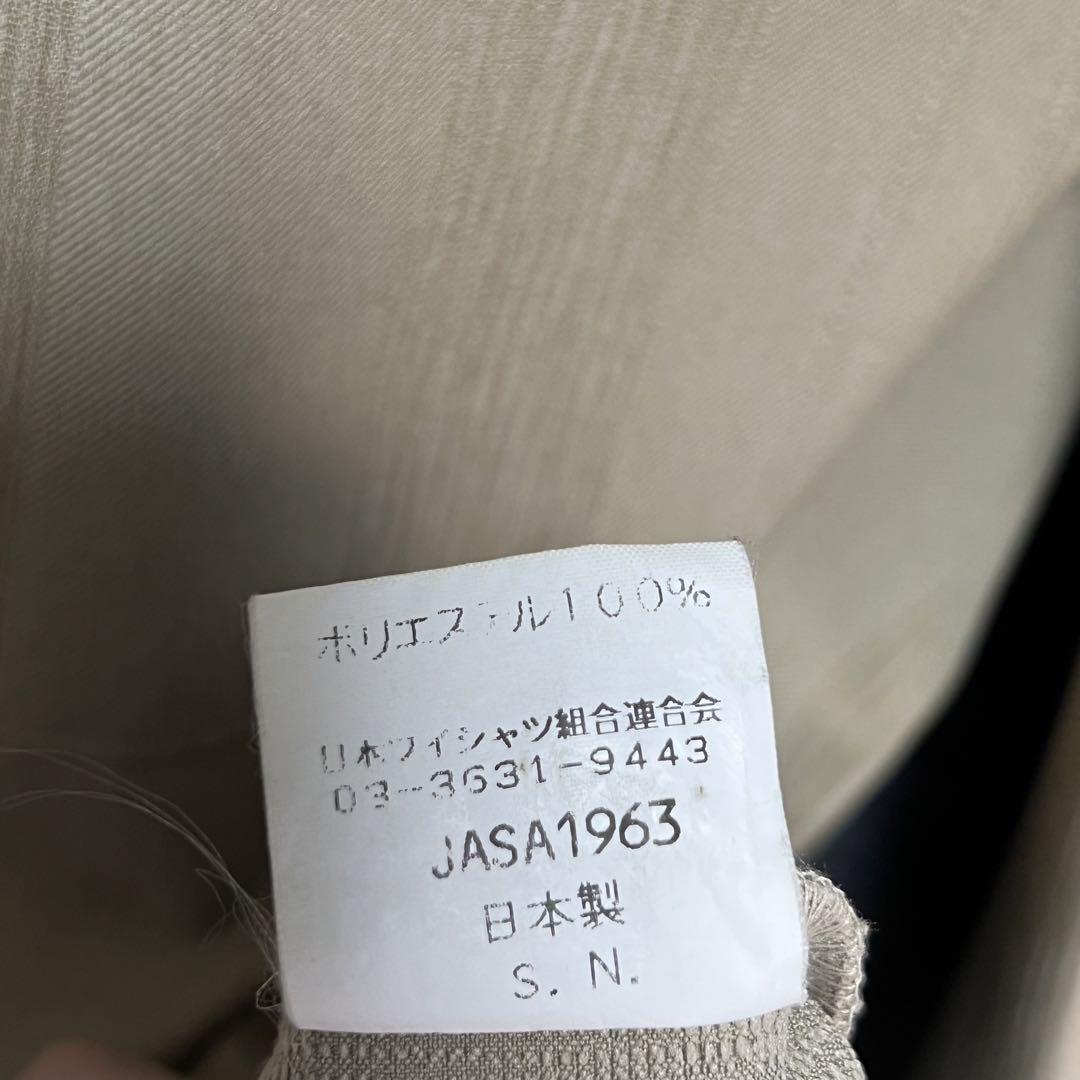 ポリエステル100%
日本ワイシャツ組合連合会
03-3631-9443
JASA1963
日本製
S. N.